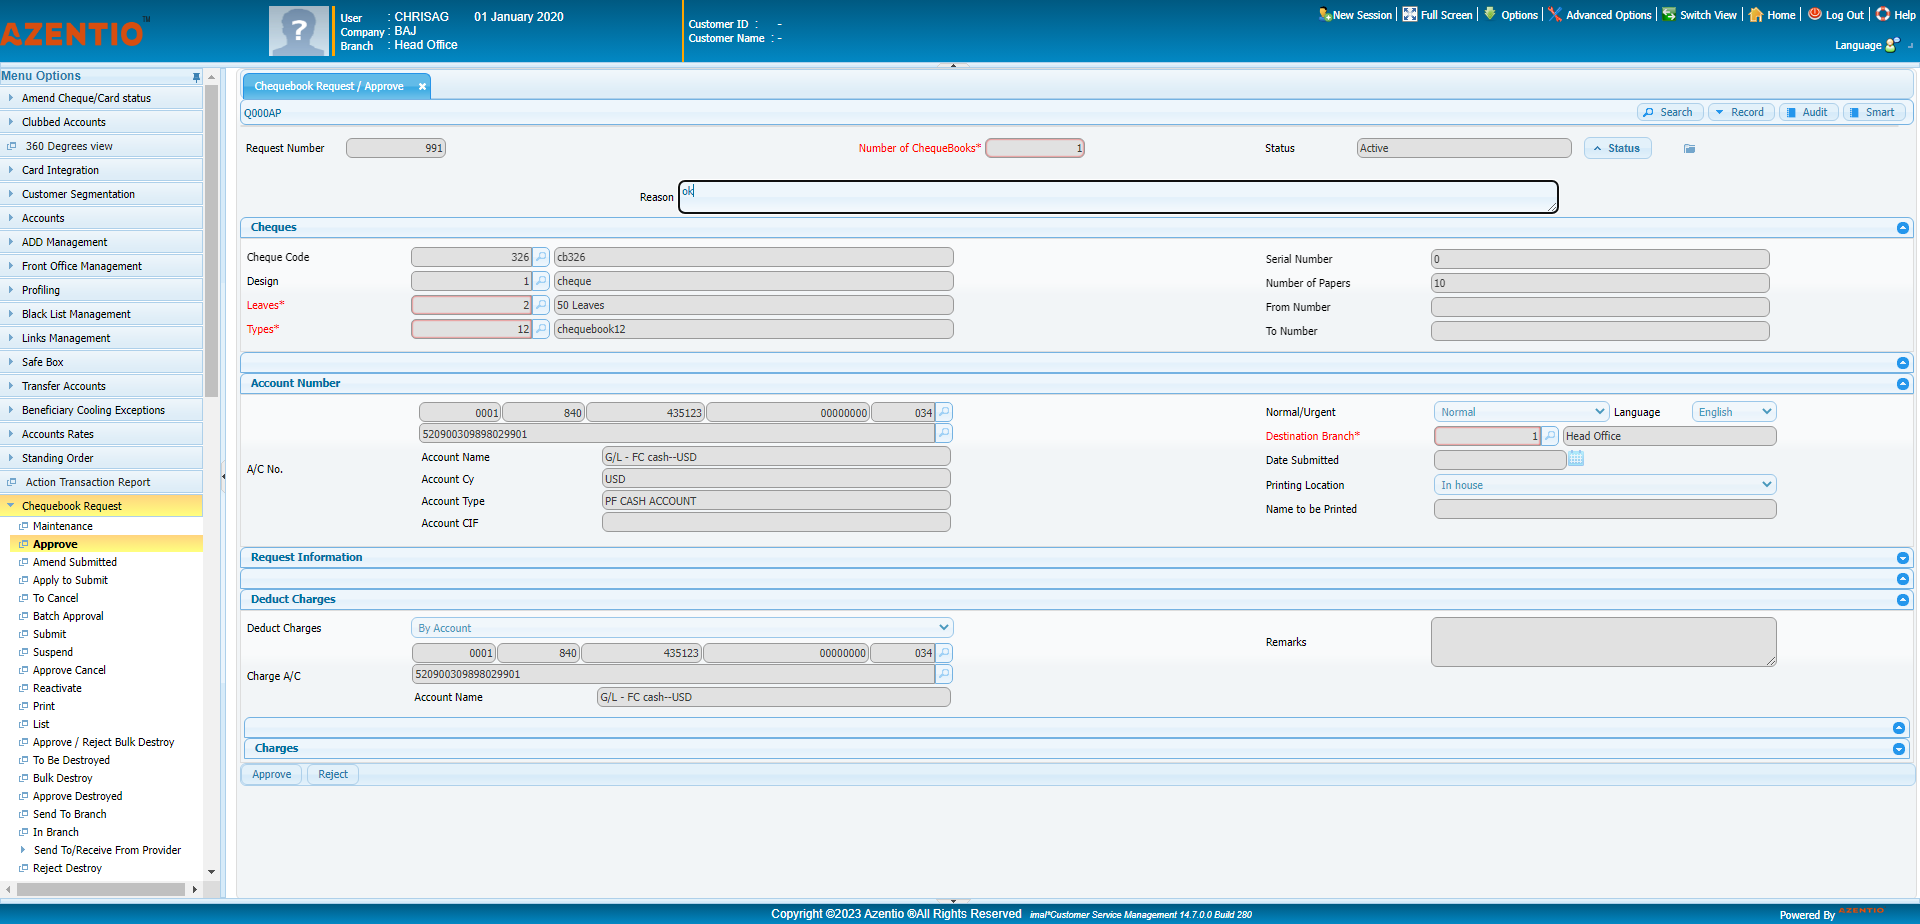 AZENTIO TM
User : CHRISAG 01 January 2020
Company : BAJ
Branch : Head Office
Customer ID : -
Customer Name : -
New Session Full Screen Options Advanced Options Switch View Home Log Out Help
Language
Menu Options
Amend Cheque/Card status
Clubbed Accounts
360 Degrees view
Card Integration
Customer Segmentation
Accounts
ADD Management
Front Office Management
Profiling
Black List Management
Links Management
Safe Box
Transfer Accounts
Beneficiary Cooling Exceptions
Accounts Rates
Standing Order
Action Transaction Report
Chequebook Request
Maintenance
Approve
Amend Submitted
Apply to Submit
To Cancel
Batch Approval
Submit
Suspend
Approve Cancel
Reactivate
Print
List
Approve / Reject Bulk Destroy
To Be Destroyed
Bulk Destroy
Approve Destroyed
Send To Branch
In Branch
Send To/Receive From Provider
Reject Destroy
Chequebook Request / Approve
Q000AP
Search Record Audit Smart
Request Number 991 Number of ChequeBooks* 1 Status Active Status
Reason ok
Cheques
Cheque Code 326 cb326 Serial Number 0
Design 1 cheque Number of Papers 10
Leaves* 2 50 Leaves From Number
Types* 12 chequebook12 To Number
Account Number
0001 840 435123 00000000 034 Normal/Urgent Normal Language English
520900309898029901 Destination Branch* 1 Head Office
A/C No.
Account Name G/L - FC cash--USD Date Submitted
Account Cy USD Printing Location In house
Account Type PF CASH ACCOUNT Name to be Printed
Account CIF
Request Information
Deduct Charges
Deduct Charges By Account Remarks
0001 840 435123 00000000 034
Charge A/C 520900309898029901
Account Name G/L - FC cash--USD
Charges
Approve Reject
Copyright ©2023 Azentio ®All Rights Reserved imal*Customer Service Management 14.7.0.0 Build 280
Powered By AZENTIO